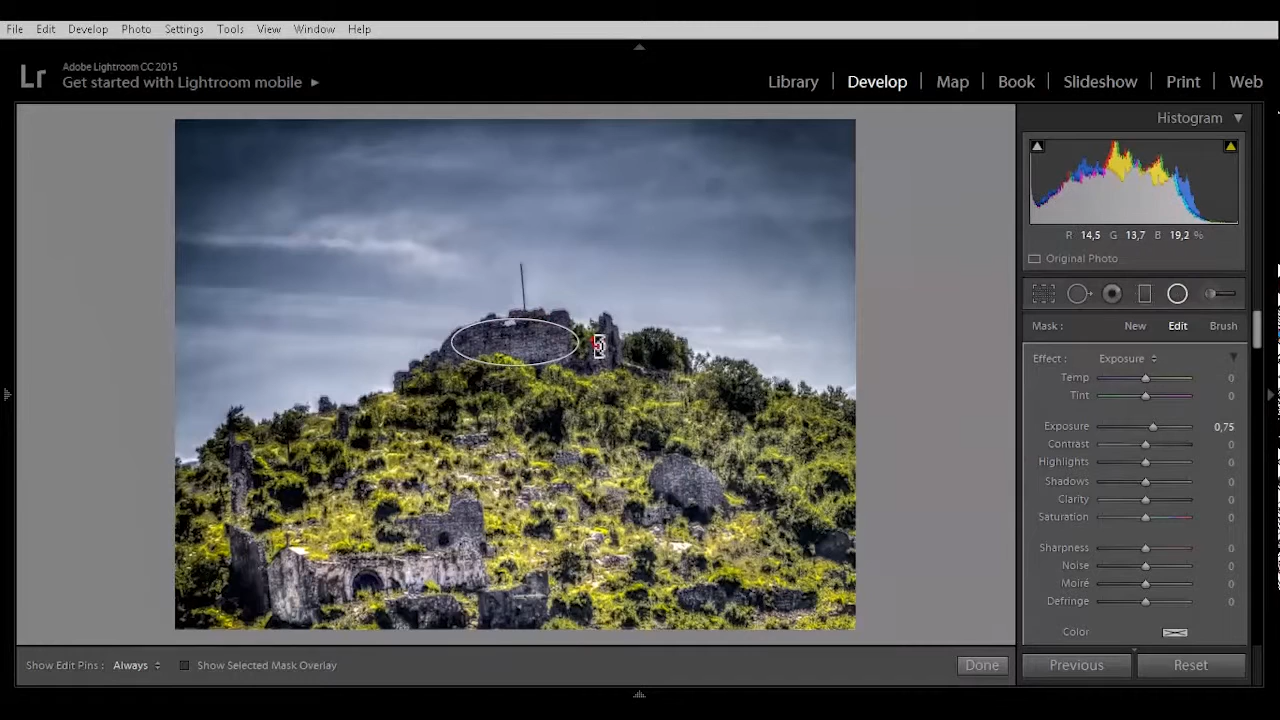 File Edit Develop Photo Settings Tools View Window Help
Lr
Adobe Lightroom CC 2015
Get started with Lightroom mobile
Library | Develop | Map | Book | Slideshow | Print | Web
Histogram
R 14,5 G 13,7 B 19,2 %
Original Photo
Mask : New Edit Brush
Effect : Exposure
Temp 0
Tint 0
Exposure 0,75
Contrast 0
Highlights 0
Shadows 0
Clarity 0
Saturation 0
Sharpness 0
Noise 0
Moiré 0
Defringe 0
Color
Show Edit Pins : Always Show Selected Mask Overlay Done Previous Reset